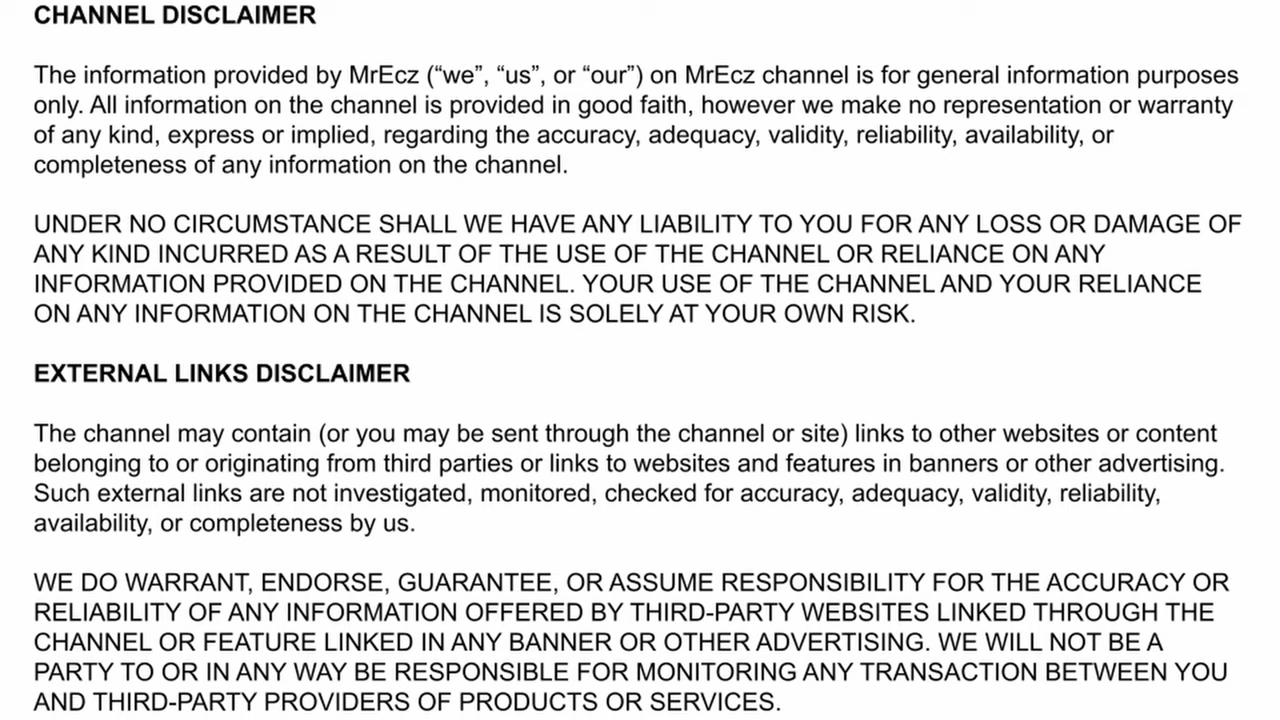 CHANNEL DISCLAIMER
The information provided by MrEcz (“we”, “us”, or “our”) on MrEcz channel is for general information purposes
only. All information on the channel is provided in good faith, however we make no representation or warranty
of any kind, express or implied, regarding the accuracy, adequacy, validity, reliability, availability, or
completeness of any information on the channel.
UNDER NO CIRCUMSTANCE SHALL WE HAVE ANY LIABILITY TO YOU FOR ANY LOSS OR DAMAGE OF
ANY KIND INCURRED AS A RESULT OF THE USE OF THE CHANNEL OR RELIANCE ON ANY
INFORMATION PROVIDED ON THE CHANNEL. YOUR USE OF THE CHANNEL AND YOUR RELIANCE
ON ANY INFORMATION ON THE CHANNEL IS SOLELY AT YOUR OWN RISK.
EXTERNAL LINKS DISCLAIMER
The channel may contain (or you may be sent through the channel or site) links to other websites or content
belonging to or originating from third parties or links to websites and features in banners or other advertising.
Such external links are not investigated, monitored, checked for accuracy, adequacy, validity, reliability,
availability, or completeness by us.
WE DO WARRANT, ENDORSE, GUARANTEE, OR ASSUME RESPONSIBILITY FOR THE ACCURACY OR
RELIABILITY OF ANY INFORMATION OFFERED BY THIRD-PARTY WEBSITES LINKED THROUGH THE
CHANNEL OR FEATURE LINKED IN ANY BANNER OR OTHER ADVERTISING. WE WILL NOT BE A
PARTY TO OR IN ANY WAY BE RESPONSIBLE FOR MONITORING ANY TRANSACTION BETWEEN YOU
AND THIRD-PARTY PROVIDERS OF PRODUCTS OR SERVICES.